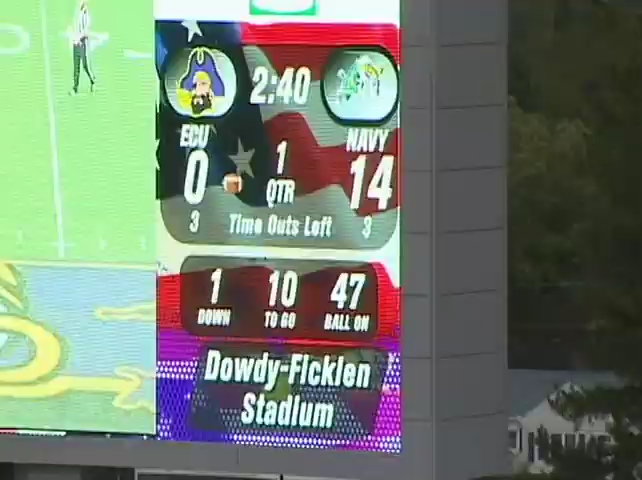 2:40
ECU
NAVY
0
1
QTR
14
3
Time Outs Left
3
1
10
47
DOWN
TO GO
BALL ON
Dowdy-Ficklen
Stadium